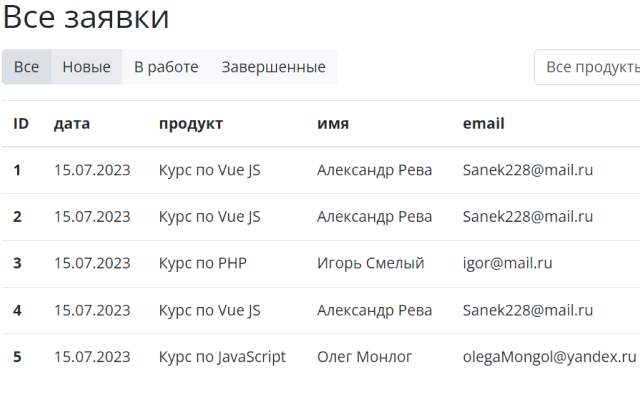 Все заявки
Все Новые В работе Завершенные Все продукты
ID дата продукт имя email
1 15.07.2023 Курс по Vue JS Александр Рева Sanek228@mail.ru
2 15.07.2023 Курс по Vue JS Александр Рева Sanek228@mail.ru
3 15.07.2023 Курс по PHP Игорь Смелый igor@mail.ru
4 15.07.2023 Курс по Vue JS Александр Рева Sanek228@mail.ru
5 15.07.2023 Курс по JavaScript Олег Монлог olegaMongol@yandex.ru